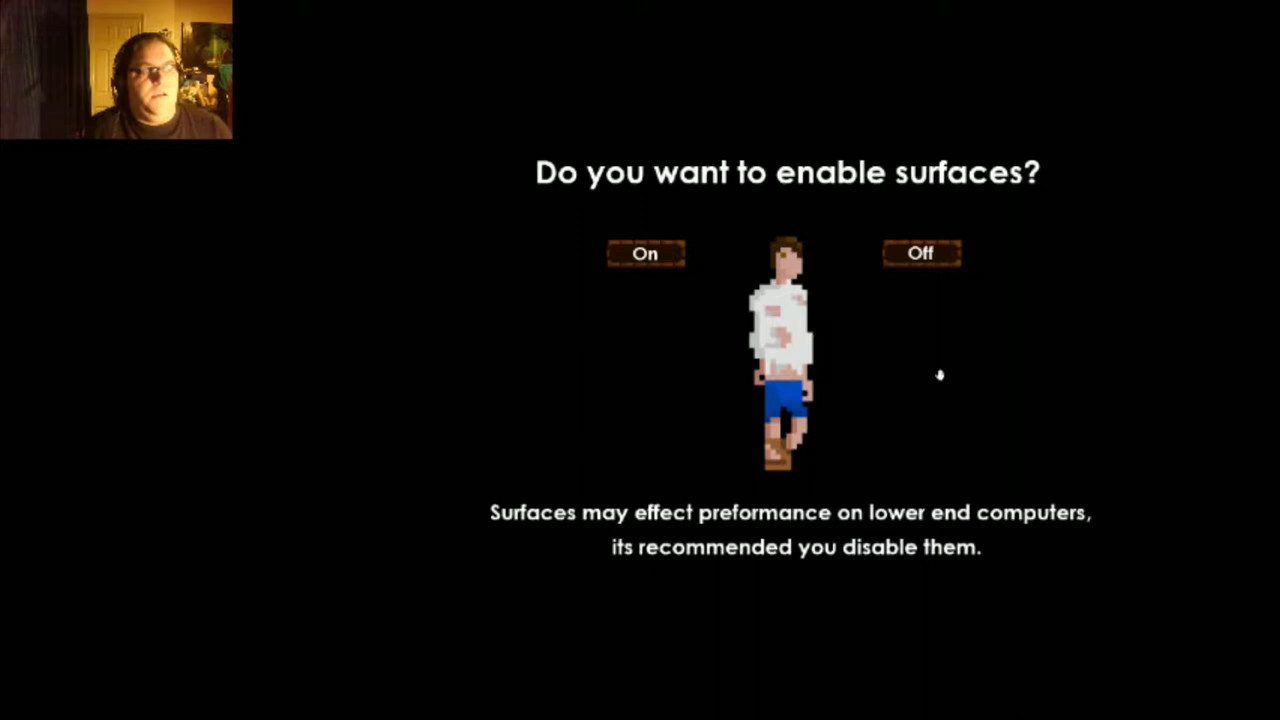 Do you want to enable surfaces?
On
Off
Surfaces may effect preformance on lower end computers,
its recommended you disable them.